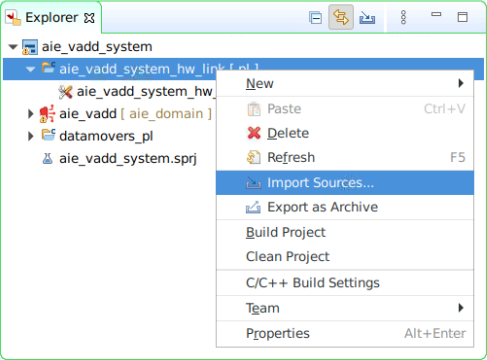 Explorer
aie_vadd_system
aie_vadd_system_hw_link [ pl ]
aie_vadd_system_hw_
aie_vadd [ aie_domain ]
datamovers_pl
aie_vadd_system.sprj
New
Paste Ctrl+V
Delete
Refresh F5
Import Sources...
Export as Archive
Build Project
Clean Project
C/C++ Build Settings
Team
Properties Alt+Enter